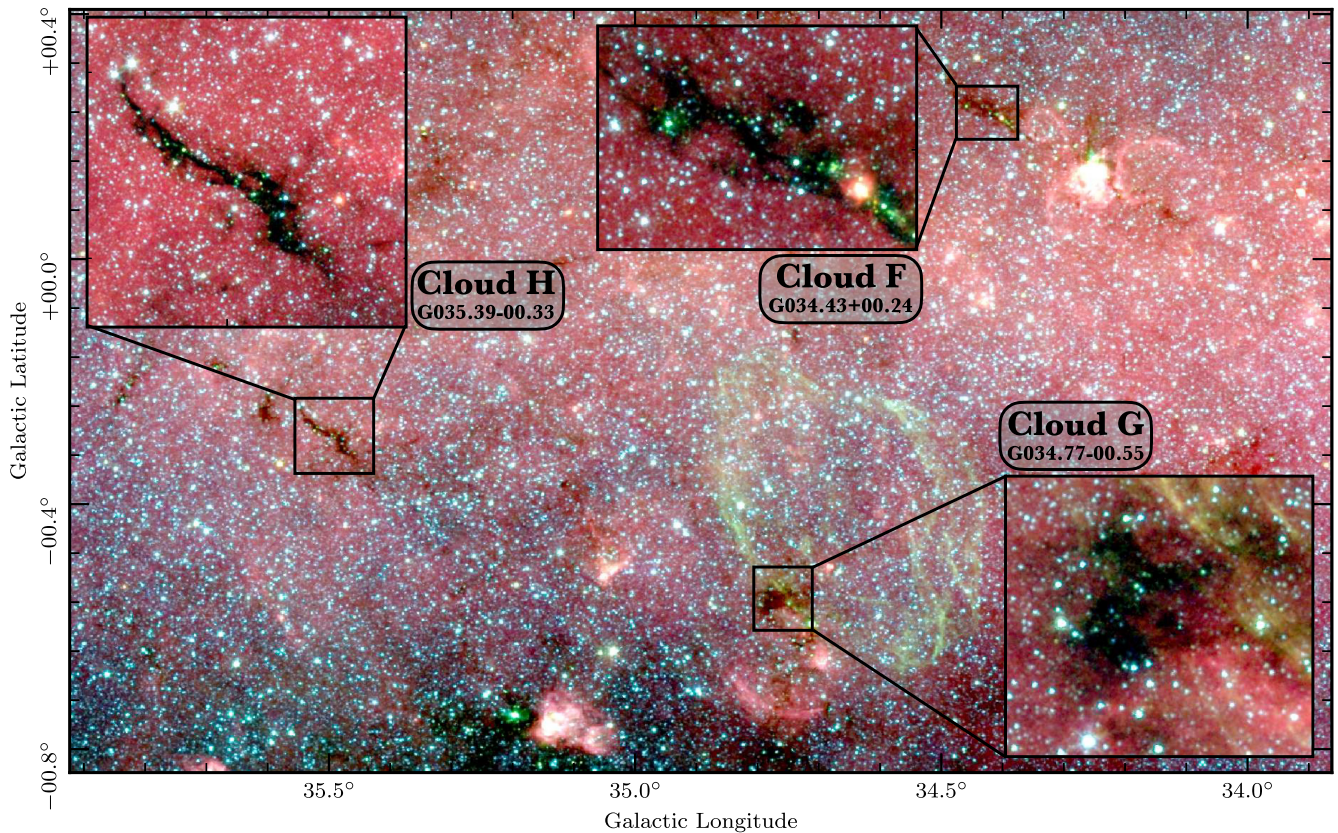 +00.4°
+00.0°
−00.4°
−00.8°
Galactic Latitude
Cloud H
G035.39-00.33
Cloud F
G034.43+00.24
Cloud G
G034.77-00.55
35.5°
35.0°
34.5°
34.0°
Galactic Longitude